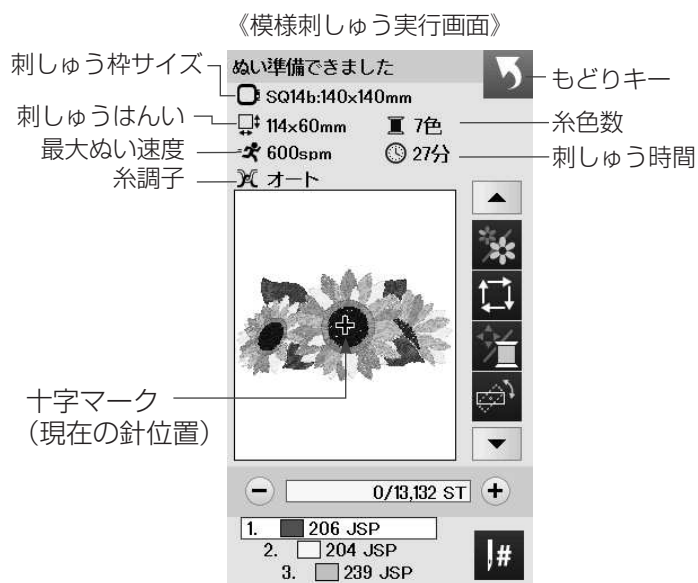 《模様刺しゅう実行画面》
刺しゅう枠サイズ
刺しゅうはんい
最大ぬい速度
糸調子
ぬい準備できました
SQ14b:140x140mm
114x60mm
7色
600spm
27分
オート
もどりキー
糸色数
刺しゅう時間
十字マーク
（現在の針位置）
0/13,132 ST
1. 206 JSP
2. 204 JSP
3. 239 JSP
#